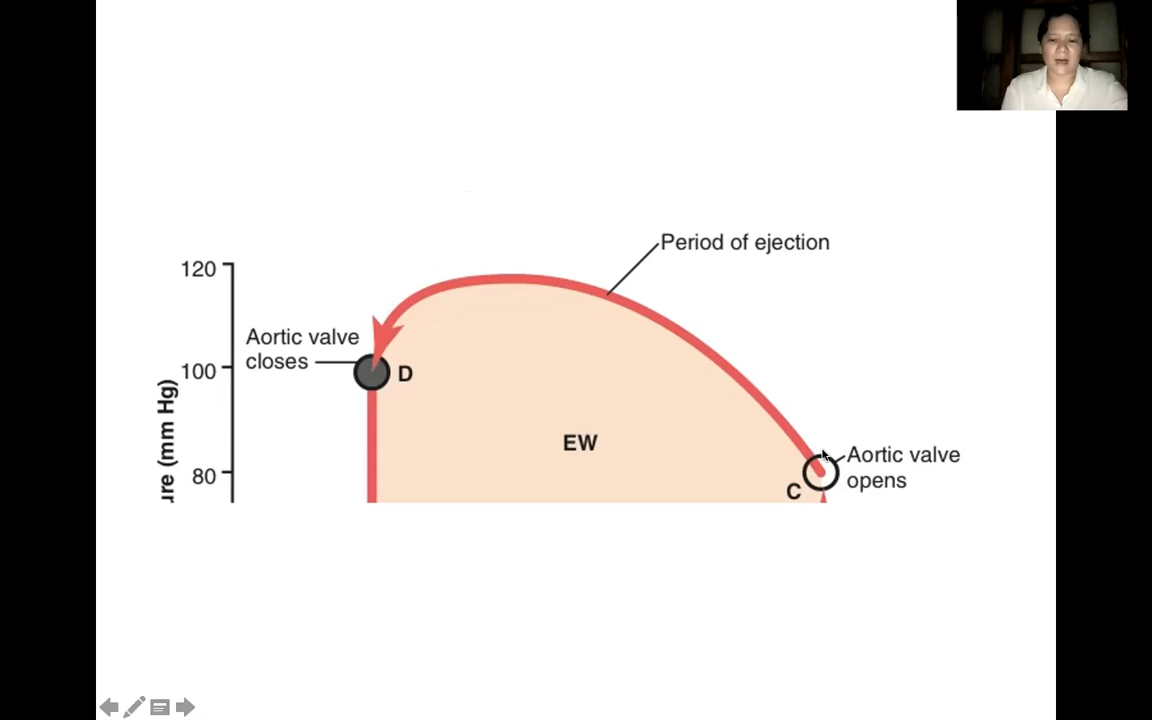 Period of ejection
120
Aortic valve
closes
100
D
ure (mm Hg)
EW
Aortic valve
80
opens
C